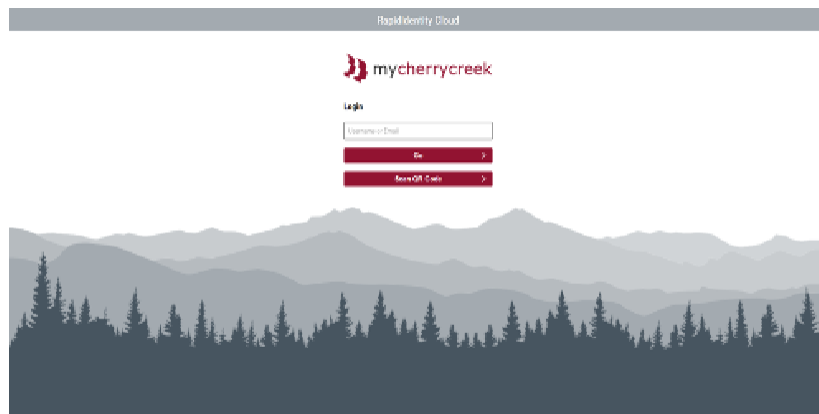 RapidIdentity Cloud
mycherrycreek
Login
Username or Email
Go
Scan QR Code